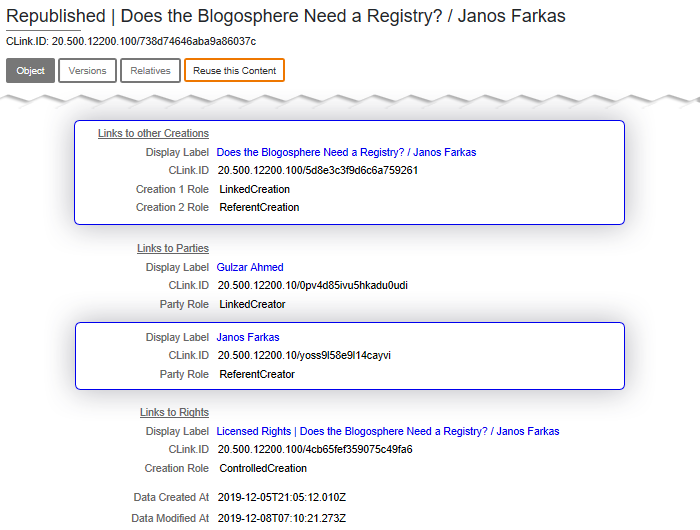 Republished | Does the Blogosphere Need a Registry? / Janos Farkas
CLink.ID: 20.500.12200.100/738d74646aba9a86037c
Object Versions Relatives Reuse this Content
Links to other Creations
Display Label Does the Blogosphere Need a Registry? / Janos Farkas
CLink.ID 20.500.12200.100/5d8e3c3f9d6c6a759261
Creation 1 Role LinkedCreation
Creation 2 Role ReferentCreation
Links to Parties
Display Label Gulzar Ahmed
CLink.ID 20.500.12200.10/0pv4d85ivu5hkadu0udi
Party Role LinkedCreator
Display Label Janos Farkas
CLink.ID 20.500.12200.10/yoss9l58e9l14cayvi
Party Role ReferentCreator
Links to Rights
Display Label Licensed Rights | Does the Blogosphere Need a Registry? / Janos Farkas
CLink.ID 20.500.12200.100/4cb65fef359075c49fa6
Creation Role ControlledCreation
Data Created At 2019-12-05T21:05:12.010Z
Data Modified At 2019-12-08T07:10:21.273Z